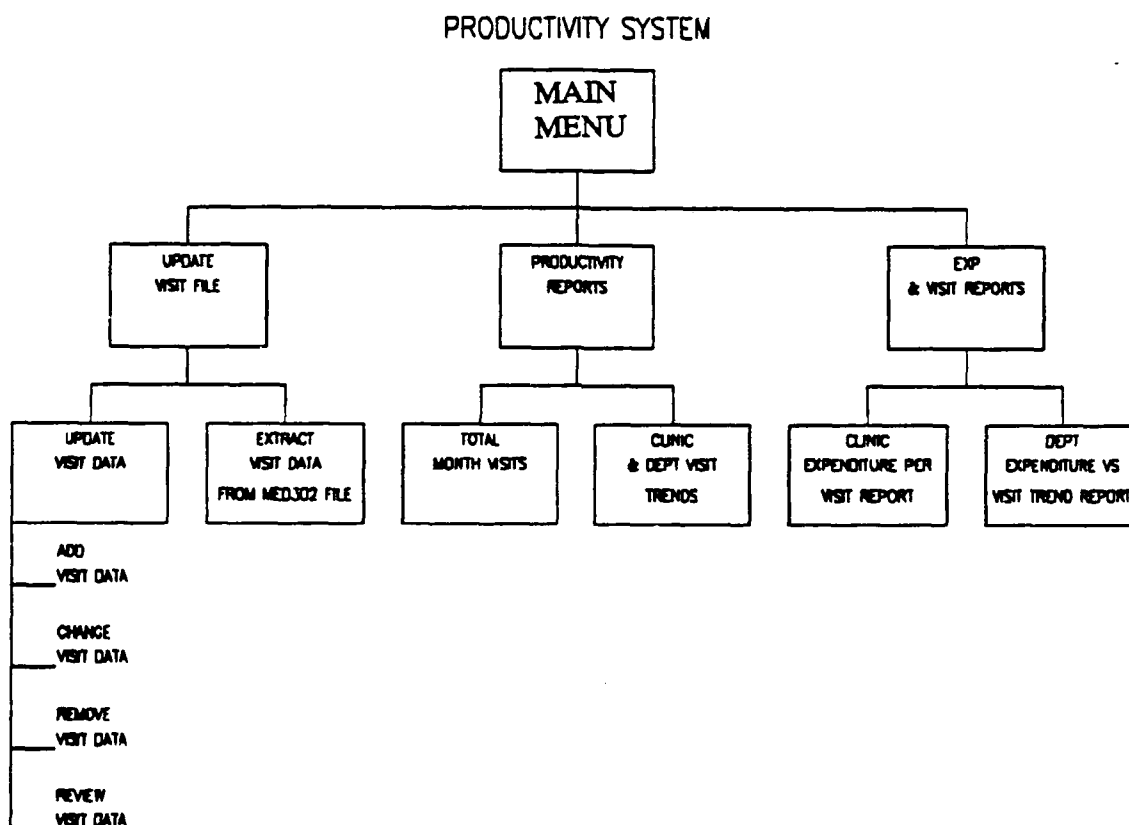 PRODUCTIVITY SYSTEM
MAIN
MENU
UPDATE
VISIT FILE
PRODUCTIVITY
REPORTS
EXP
& VISIT REPORTS
UPDATE
VISIT DATA
EXTRACT
VISIT DATA
FROM MED302 FILE
TOTAL
MONTH VISITS
CLINIC
& DEPT VISIT
TRENDS
CLINIC
EXPENDITURE PER
VISIT REPORT
DEPT
EXPENDITURE VS
VISIT TREND REPORT
ADD
VISIT DATA
CHANGE
VISIT DATA
REMOVE
VISIT DATA
REVIEW
VISIT DATA